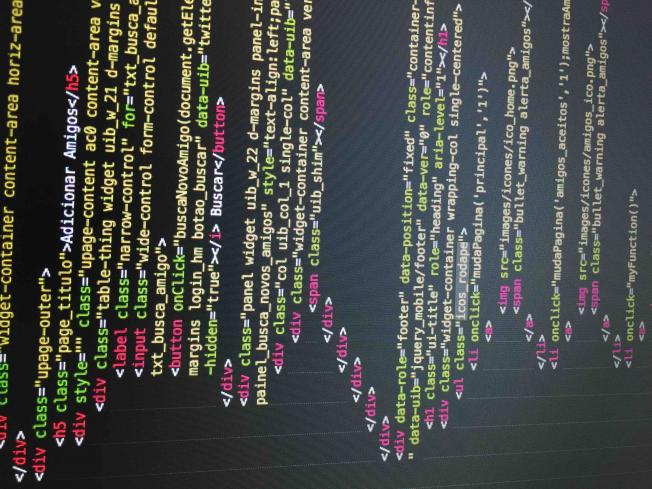 class="widget-container content-area horiz-area
</div>
<div class="upage-outer">
<h5 class="page_titulo">Adicionar Amigos</h5>
<div style="" class="upage-content ac0 content-area v
<div class="table-thing widget uib_w_21 d-margins
<label class="narrow-control" for="txt_busca_a
<input class="wide-control form-control default
txt_busca_amigo">
<button onClick="buscaNovoAmigo(document.getEle
margins login_bm botao_buscar" data-uib="twitte
-hidden="true"></i> Buscar</button>
</div>
<div class="panel widget uib_w_22 d-margins panel-in
painel_busca_novos_amigos" style="text-align:left;pa
<div class="col uib_col_1 single-col" data-uib="
<div class="widget-container content-area ver
<span class="uib_shim"></span>
</div>
</div>
</div>
</div>
</div>
<div data-role="footer" data-position="fixed" class="container-
" data-uib="jquery_mobile/footer" data-ver="0" role="contentinf
<h1 class="ui-title" role="heading" aria-level="1"></h1>
<div class="widget-container wrapping-col single-centered">
<ul class="icos_rodape">
<li onclick="mudaPagina('principal','1')">
<a>
<img src="images/icones/ico_home.png">
<span class="bullet_warning alerta_amigos"></
</a>
</li>
<li onclick="mudaPagina('amigos_aceitos','1');mostraAm
<a>
<img src="images/icones/amigos_ico.png">
<span class="bullet_warning alerta_amigos"></sp
</a>
</li>
<li onclick="myFunction()">
<a>